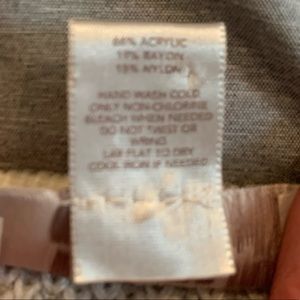 66% ACRYLIC
19% RAYON
15% NYLON
HAND WASH COLD
ONLY NON-CHLORINE
BLEACH WHEN NEEDED
DO NOT TWIST OR
WRING
LAY FLAT TO DRY
COOL IRON IF NEEDED